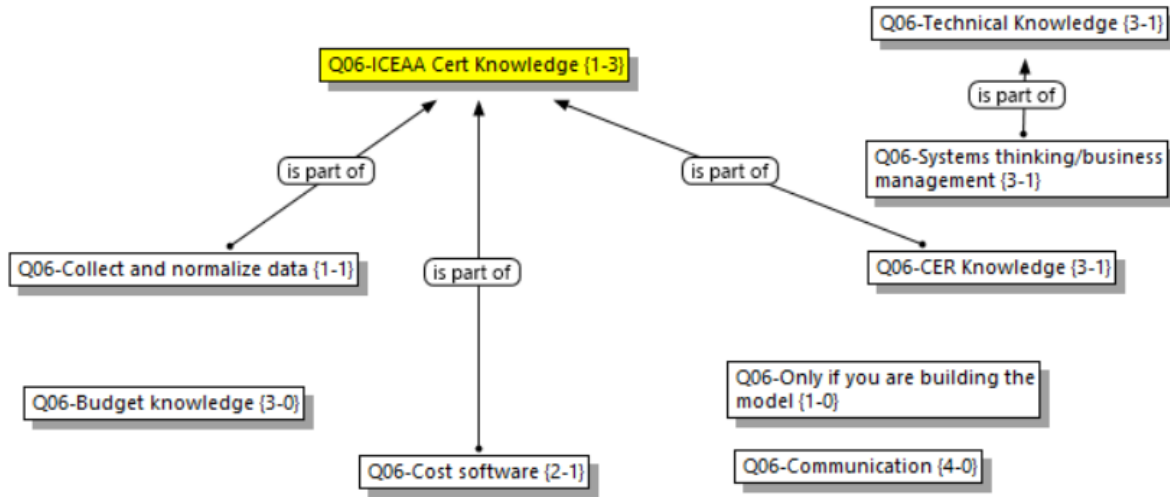 Q06-Technical Knowledge {3-1}
Q06-ICEAA Cert Knowledge {1-3}
is part of
Q06-Systems thinking/business
management {3-1}
is part of
is part of
Q06-Collect and normalize data {1-1}
is part of
Q06-CER Knowledge {3-1}
Q06-Only if you are building the
model {1-0}
Q06-Budget knowledge {3-0}
Q06-Cost software {2-1}
Q06-Communication {4-0}